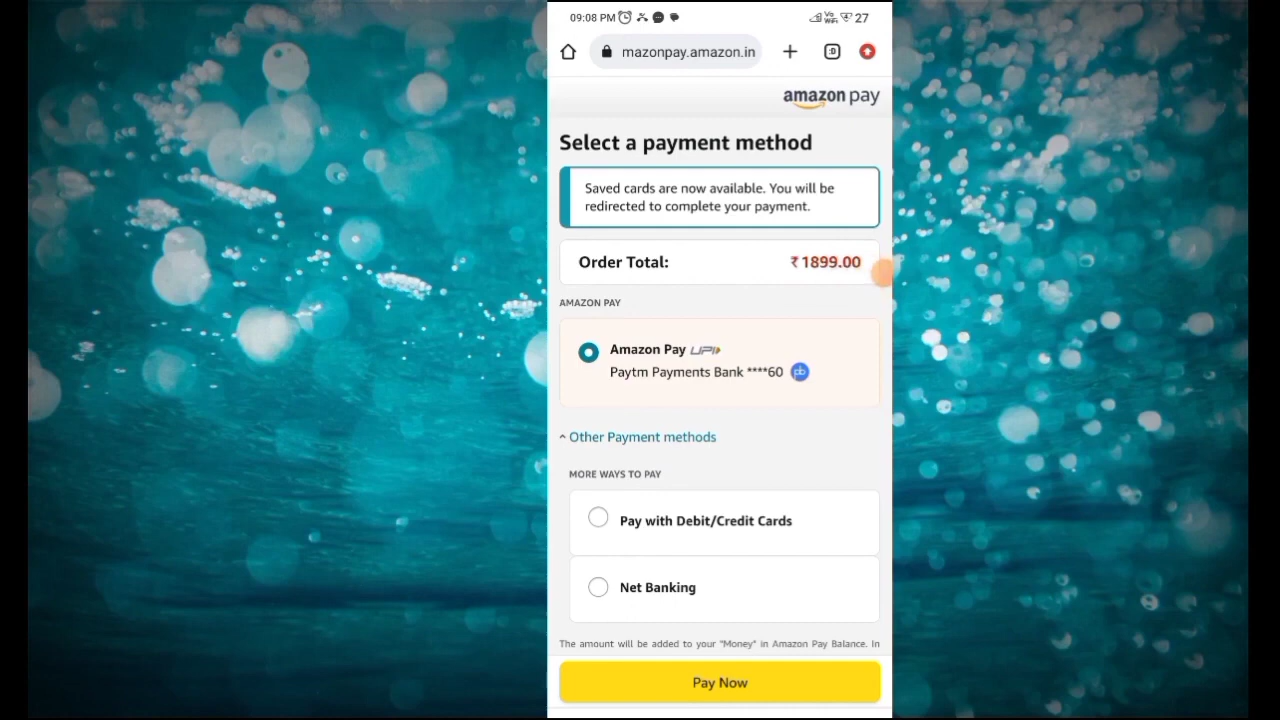 09:08 PM
Vo
WiFi
27
mazonpay.amazon.in
:D
amazon pay
Select a payment method
Saved cards are now available. You will be
redirected to complete your payment.
Order Total: ₹1899.00
AMAZON PAY
Amazon Pay UPI
Paytm Payments Bank ****60 pb
Other Payment methods
MORE WAYS TO PAY
Pay with Debit/Credit Cards
Net Banking
The amount will be added to your "Money" in Amazon Pay Balance. In
Pay Now